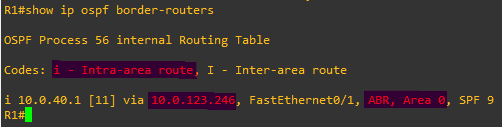 R1#show ip ospf border-routers
OSPF Process 56 internal Routing Table
Codes: i - Intra-area route, I - Inter-area route
i 10.0.40.1 [11] via 10.0.123.246, FastEthernet0/1, ABR, Area 0, SPF 9
R1#